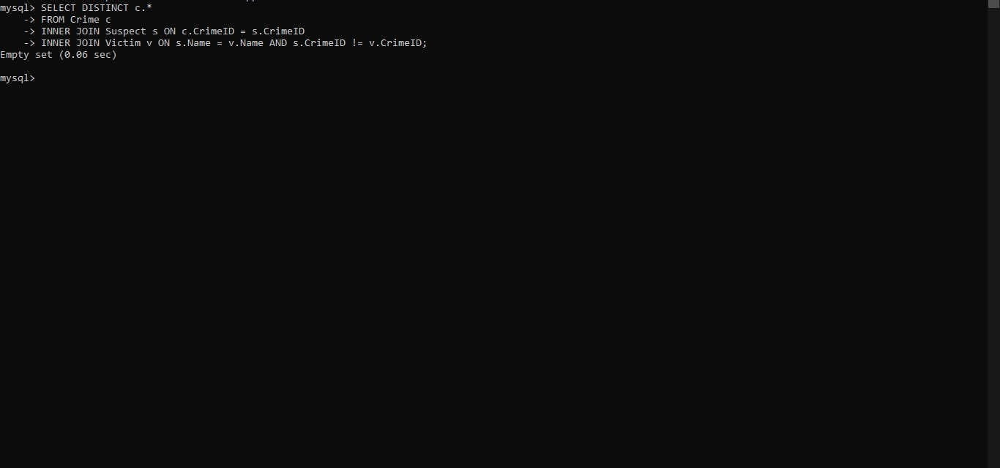 mysql> SELECT DISTINCT c.*
    -> FROM Crime c
    -> INNER JOIN Suspect s ON c.CrimeID = s.CrimeID
    -> INNER JOIN Victim v ON s.Name = v.Name AND s.CrimeID != v.CrimeID;
Empty set (0.06 sec)

mysql>